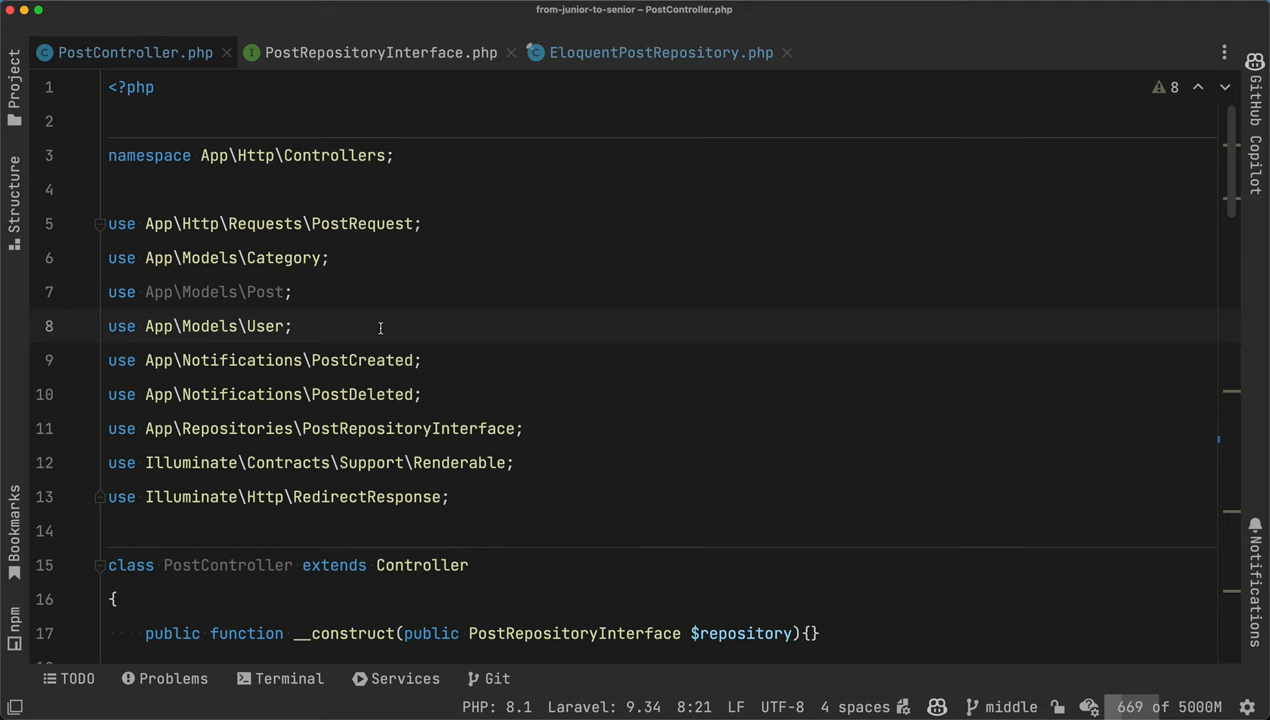 from-junior-to-senior – PostController.php
PostController.php
PostRepositoryInterface.php
EloquentPostRepository.php
Project
Structure
Bookmarks
npm
1 <?php
2
3 namespace App\Http\Controllers;
4
5 use App\Http\Requests\PostRequest;
6 use App\Models\Category;
7 use App\Models\Post;
8 use App\Models\User;
9 use App\Notifications\PostCreated;
10 use App\Notifications\PostDeleted;
11 use App\Repositories\PostRepositoryInterface;
12 use Illuminate\Contracts\Support\Renderable;
13 use Illuminate\Http\RedirectResponse;
14
15 class PostController extends Controller
16 {
17 public function __construct(public PostRepositoryInterface $repository){}
8
GitHub Copilot
Notifications
TODO Problems Terminal Services Git
PHP: 8.1 Laravel: 9.34 8:21 LF UTF-8 4 spaces middle 669 of 5000M